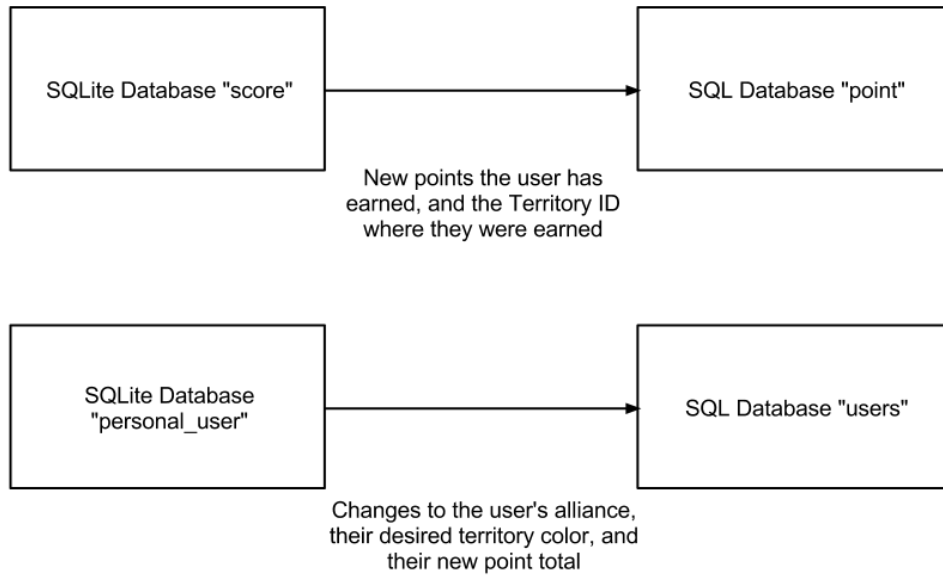 SQLite Database "score"
SQL Database "point"
New points the user has
earned, and the Territory ID
where they were earned
SQLite Database
"personal_user"
SQL Database "users"
Changes to the user's alliance,
their desired territory color, and
their new point total